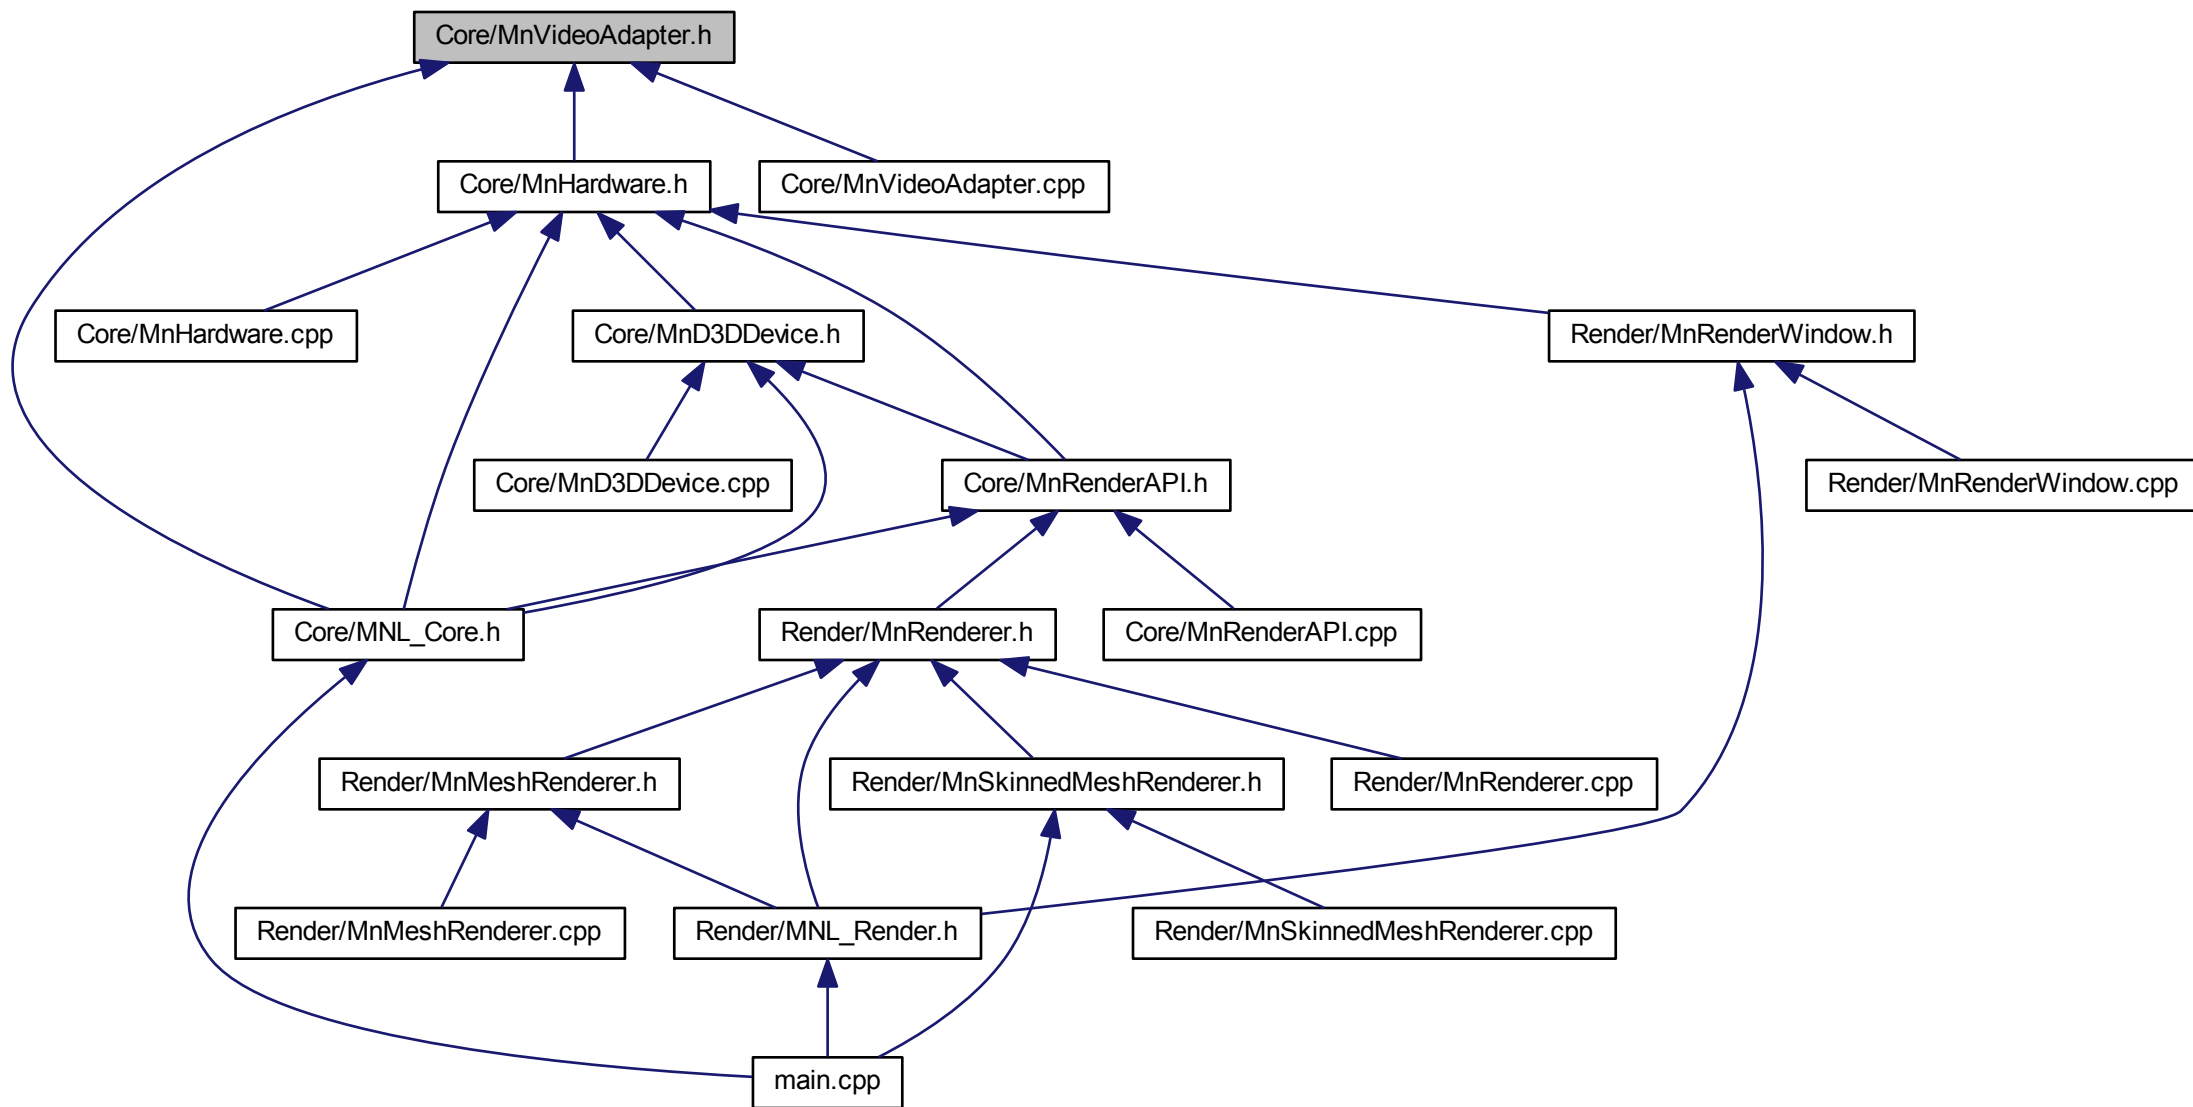 Core/MnVideoAdapter.h
Core/MnHardware.h
Core/MnVideoAdapter.cpp
Core/MnHardware.cpp
Core/MnD3DDevice.h
Render/MnRenderWindow.h
Core/MnD3DDevice.cpp
Core/MnRenderAPI.h
Render/MnRenderWindow.cpp
Core/MNL_Core.h
Render/MnRenderer.h
Core/MnRenderAPI.cpp
Render/MnMeshRenderer.h
Render/MnSkinnedMeshRenderer.h
Render/MnRenderer.cpp
Render/MnMeshRenderer.cpp
Render/MNL_Render.h
Render/MnSkinnedMeshRenderer.cpp
main.cpp